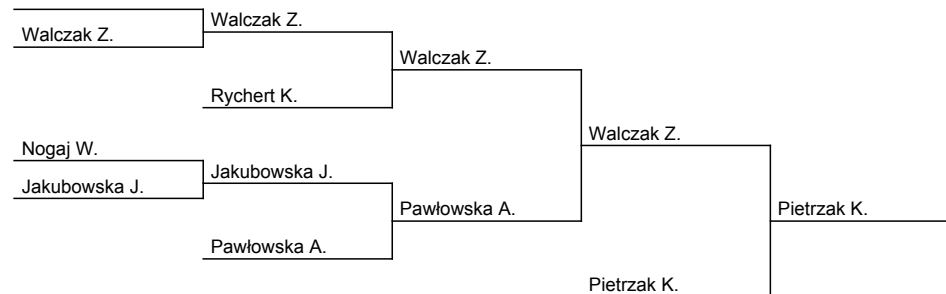 Walczak Z.
Walczak Z.
Walczak Z.
Rychert K.
Walczak Z.
Nogaj W.
Jakubowska J.
Jakubowska J.
Pawłowska A.
Pietrzak K.
Pawłowska A.
Pietrzak K.